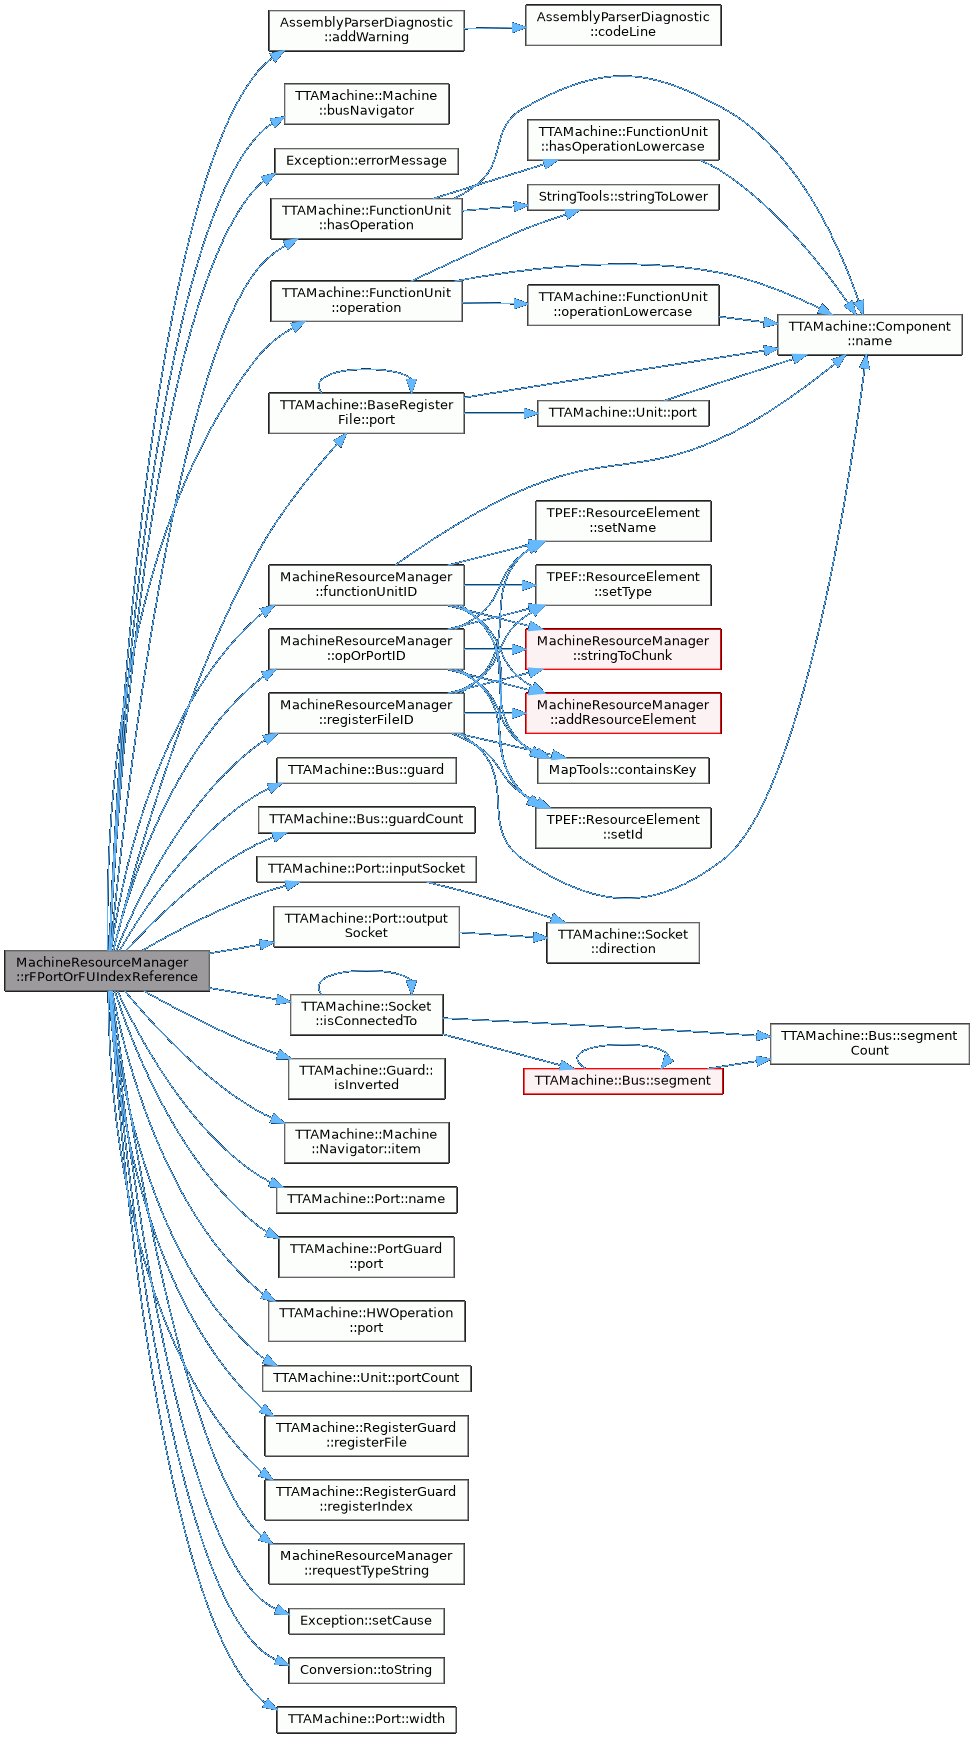 AssemblyParserDiagnostic
::addWarning
AssemblyParserDiagnostic
::codeLine
TTAMachine::Machine
::busNavigator
Exception::errorMessage
TTAMachine::FunctionUnit
::hasOperation
TTAMachine::FunctionUnit
::hasOperationLowercase
StringTools::stringToLower
TTAMachine::FunctionUnit
::operation
TTAMachine::FunctionUnit
::operationLowercase
TTAMachine::Component
::name
TTAMachine::BaseRegister
File::port
TTAMachine::Unit::port
TPEF::ResourceElement
::setName
MachineResourceManager
::functionUnitID
TPEF::ResourceElement
::setType
MachineResourceManager
::opOrPortID
MachineResourceManager
::stringToChunk
MachineResourceManager
::registerFileID
MachineResourceManager
::addResourceElement
TTAMachine::Bus::guard
MapTools::containsKey
TTAMachine::Bus::guardCount
TPEF::ResourceElement
::setId
TTAMachine::Port::inputSocket
TTAMachine::Port::output
Socket
TTAMachine::Socket
::direction
MachineResourceManager
::rFPortOrFUIndexReference
TTAMachine::Socket
::isConnectedTo
TTAMachine::Bus::segment
Count
TTAMachine::Guard::
isInverted
TTAMachine::Bus::segment
TTAMachine::Machine
::Navigator::item
TTAMachine::Port::name
TTAMachine::PortGuard
::port
TTAMachine::HWOperation
::port
TTAMachine::Unit::portCount
TTAMachine::RegisterGuard
::registerFile
TTAMachine::RegisterGuard
::registerIndex
MachineResourceManager
::requestTypeString
Exception::setCause
Conversion::toString
TTAMachine::Port::width